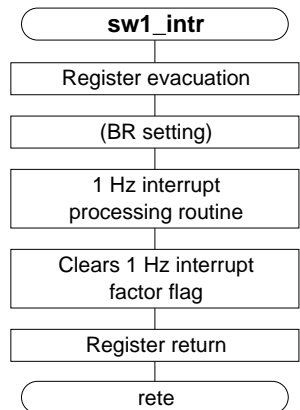 sw1_intr
Register evacuation
(BR setting)
1 Hz interrupt
processing routine
Clears 1 Hz interrupt
factor flag
Register return
rete